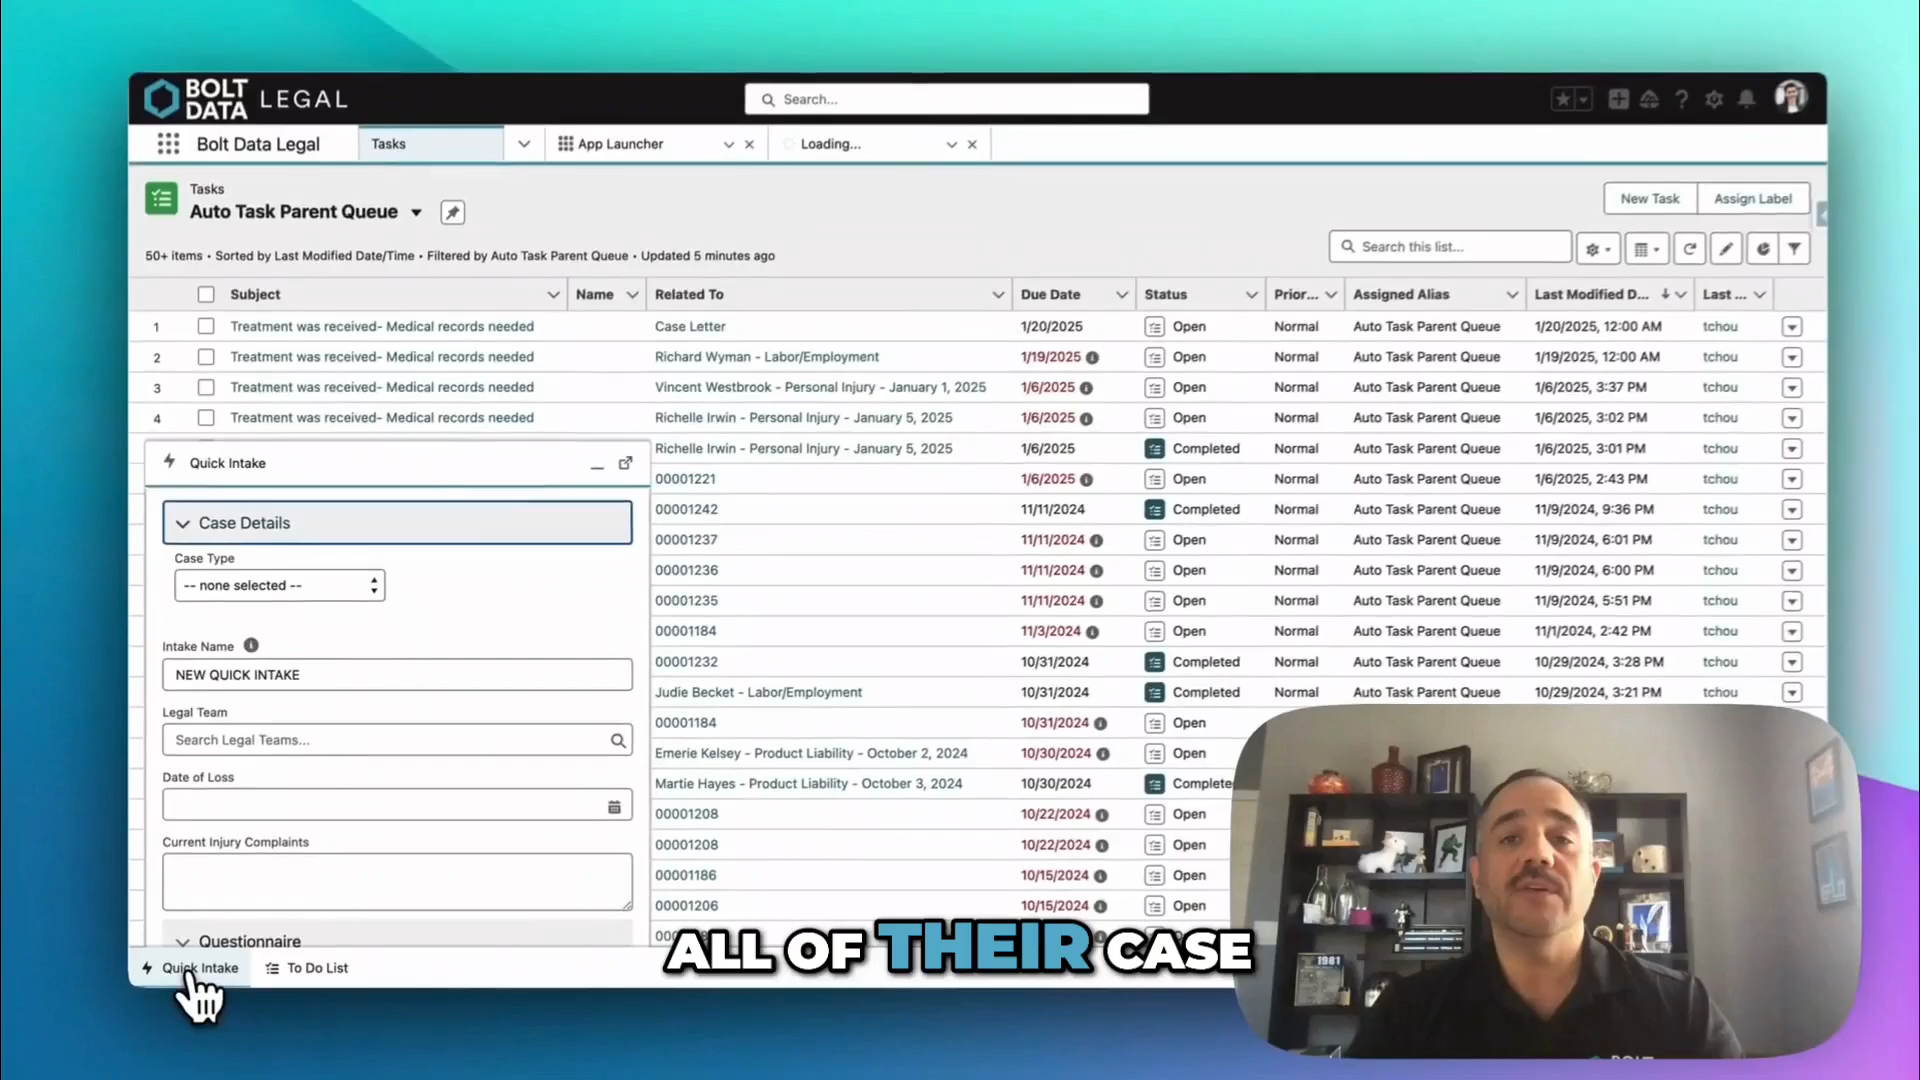 BOLT DATA LEGAL
Search...
Bolt Data Legal
Tasks
App Launcher
Loading...
Tasks
Auto Task Parent Queue
New Task
Assign Label
50+ items • Sorted by Last Modified Date/Time • Filtered by Auto Task Parent Queue • Updated 5 minutes ago
Search this list...
Subject Name Related To Due Date Status Prior... Assigned Alias Last Modified D... Last ...
1 Treatment was received- Medical records needed Case Letter 1/20/2025 Open Normal Auto Task Parent Queue 1/20/2025, 12:00 AM tchou
2 Treatment was received- Medical records needed Richard Wyman - Labor/Employment 1/19/2025 Open Normal Auto Task Parent Queue 1/19/2025, 12:00 AM tchou
3 Treatment was received- Medical records needed Vincent Westbrook - Personal Injury - January 1, 2025 1/6/2025 Open Normal Auto Task Parent Queue 1/6/2025, 3:37 PM tchou
4 Treatment was received- Medical records needed Richelle Irwin - Personal Injury - January 5, 2025 1/6/2025 Open Normal Auto Task Parent Queue 1/6/2025, 3:02 PM tchou
Richelle Irwin - Personal Injury - January 5, 2025 1/6/2025 Completed Normal Auto Task Parent Queue 1/6/2025, 3:01 PM tchou
00001221 1/6/2025 Open Normal Auto Task Parent Queue 1/6/2025, 2:43 PM tchou
00001242 11/11/2024 Completed Normal Auto Task Parent Queue 11/9/2024, 9:36 PM tchou
00001237 11/11/2024 Open Normal Auto Task Parent Queue 11/9/2024, 6:01 PM tchou
00001236 11/11/2024 Open Normal Auto Task Parent Queue 11/9/2024, 6:00 PM tchou
00001235 11/11/2024 Open Normal Auto Task Parent Queue 11/9/2024, 5:51 PM tchou
00001184 11/3/2024 Open Normal Auto Task Parent Queue 11/1/2024, 2:42 PM tchou
00001232 10/31/2024 Completed Normal Auto Task Parent Queue 10/29/2024, 3:28 PM tchou
Judie Becket - Labor/Employment 10/31/2024 Completed Normal Auto Task Parent Queue 10/29/2024, 3:21 PM tchou
00001184 10/31/2024 Open
Emerie Kelsey - Product Liability - October 2, 2024 10/30/2024 Open
Martie Hayes - Product Liability - October 3, 2024 10/30/2024 Complete
00001208 10/22/2024 Open
00001208 10/22/2024 Open
00001186 10/15/2024 Open
00001206 10/15/2024 Open
Quick Intake
Case Details
Case Type
-- none selected --
Intake Name
NEW QUICK INTAKE
Legal Team
Search Legal Teams...
Date of Loss
Current Injury Complaints
Questionnaire
Quick Intake
To Do List
ALL OF THEIR CASE
1981